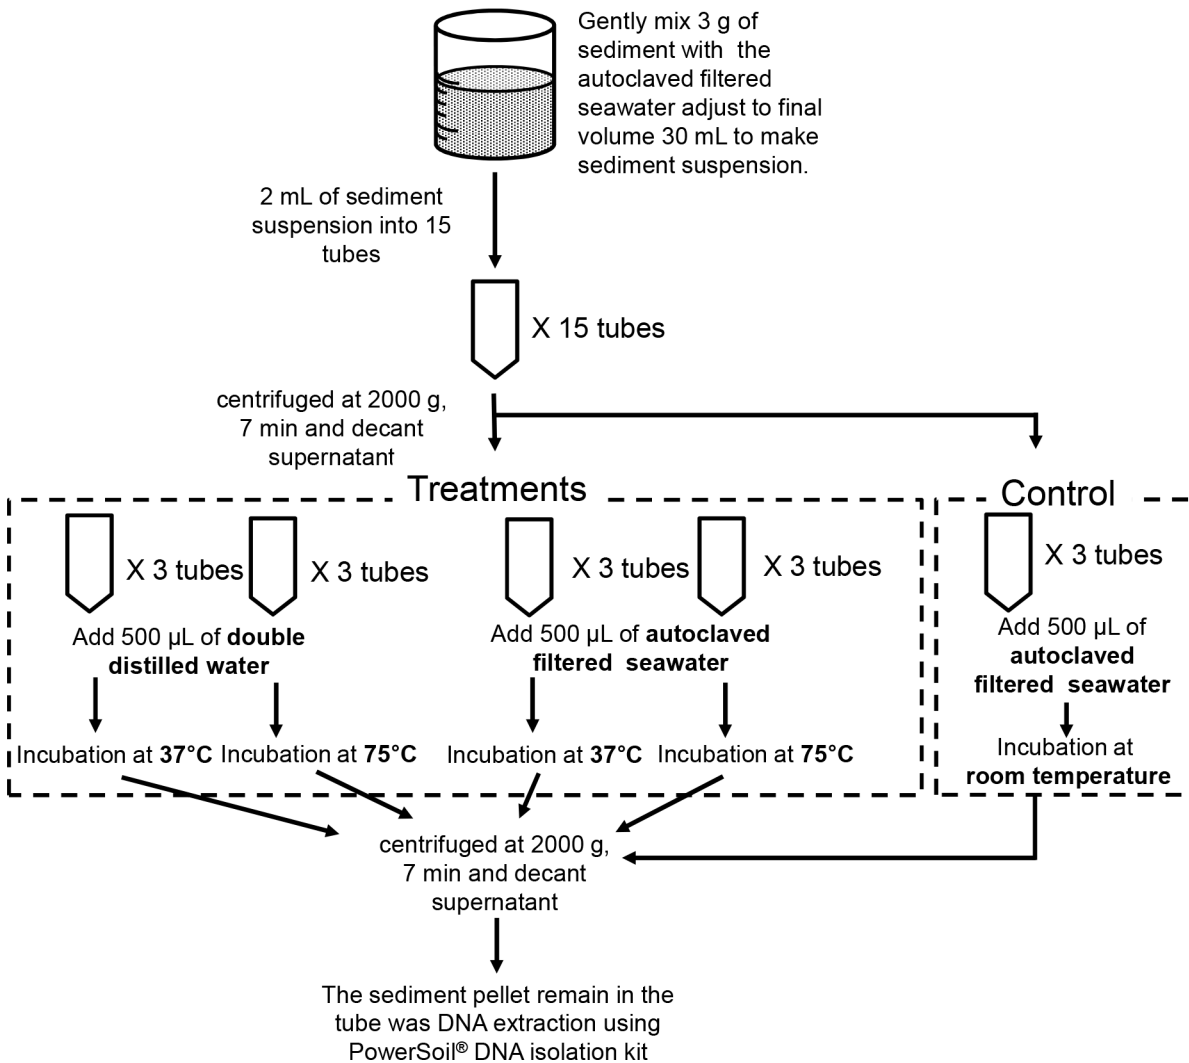 Gently mix 3 g of
sediment with the
autoclaved filtered
seawater adjust to final
volume 30 mL to make
sediment suspension.
2 mL of sediment
suspension into 15
tubes
X 15 tubes
centrifuged at 2000 g,
7 min and decant
supernatant
Treatments
Control
X 3 tubes
X 3 tubes
X 3 tubes
X 3 tubes
X 3 tubes
Add 500 µL of double
distilled water
Add 500 µL of autoclaved
filtered seawater
Add 500 µL of
autoclaved
filtered seawater
Incubation at 37°C
Incubation at 75°C
Incubation at 37°C
Incubation at 75°C
Incubation at
room temperature
centrifuged at 2000 g,
7 min and decant
supernatant
The sediment pellet remain in the
tube was DNA extraction using
PowerSoil® DNA isolation kit